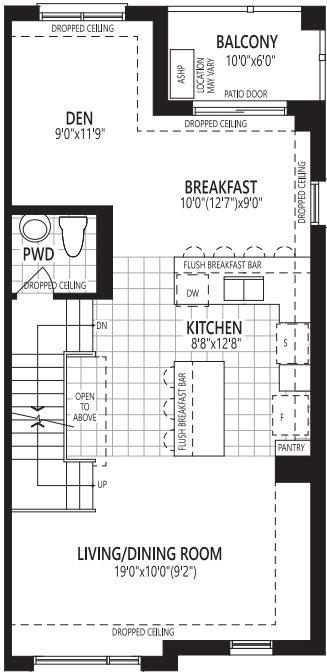 DROPPED CEILING
BALCONY
10'0"x6'0"
ASHP
LOCATION
MAY VARY
PATIO DOOR
DEN
9'0"x11'9"
DROPPED CEILING
DROPPED CEILING
BREAKFAST
10'0"(12'7")x9'0"
PWD
DROPPED CEILING
FLUSH BREAKFAST BAR
DW
DN
KITCHEN
8'8"x12'8"
S
OPEN
TO
ABOVE
FLUSH BREAKFAST BAR
F
PANTRY
UP
LIVING/DINING ROOM
19'0"x10'0"(9'2")
DROPPED CEILING